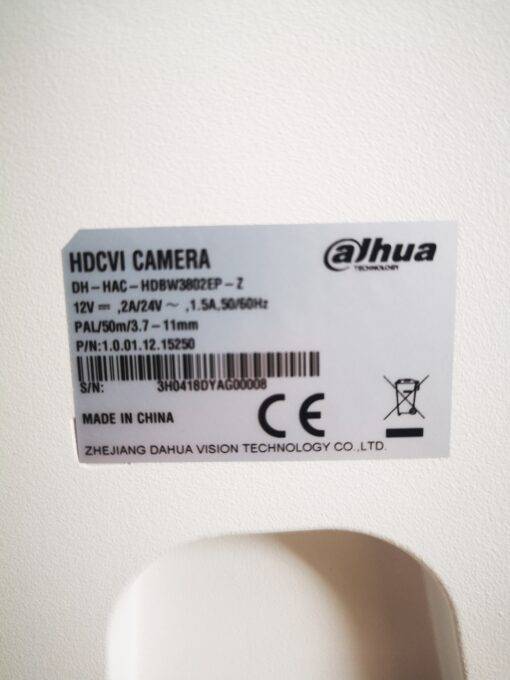 HDCVI CAMERA
alhua
TECHNOLOGY
DH-HAC-HDBW3802EP-Z
12V ⎓ ,2A/24V ~ ,1.5A,50/60Hz
PAL/50m/3.7-11mm
P/N:1.0.01.12.15250
S/N: 3H0418DYAG00008
MADE IN CHINA
CE
ZHEJIANG DAHUA VISION TECHNOLOGY CO.,LTD.